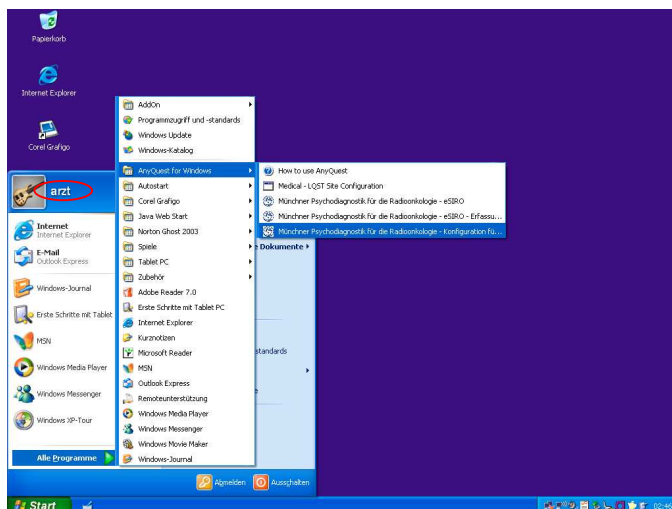 Papierkorb
Internet Explorer
Corel Grafigo
arzt
Internet
Internet Explorer
E-Mail
Outlook Express
Windows-Journal
Erste Schritte mit Tablet
MSN
Windows Media Player
Windows Messenger
Windows XP-Tour
Alle Programme
AddOn
Programmzugriff und -standards
Windows Update
Windows-Katalog
AnyQuest for Windows
Autostart
Corel Grafigo
Java Web Start
Norton Ghost 2003
Spiele
Tablet PC
Zubehör
Adobe Reader 7.0
Erste Schritte mit Tablet PC
Internet Explorer
Kurznotizen
Microsoft Reader
MSN
Outlook Express
Remoteunterstützung
Windows Media Player
Windows Messenger
Windows Movie Maker
Windows-Journal
How to use AnyQuest
Medical - LQST Site Configuration
Münchner Psychodiagnostik für die Radioonkologie - eSIRO
Münchner Psychodiagnostik für die Radioonkologie - eSIRO - Erfassu...
Münchner Psychodiagnostik für die Radioonkologie - Konfiguration fü...
e Dokumente
standards
Abmelden
Ausschalten
Start
02:46